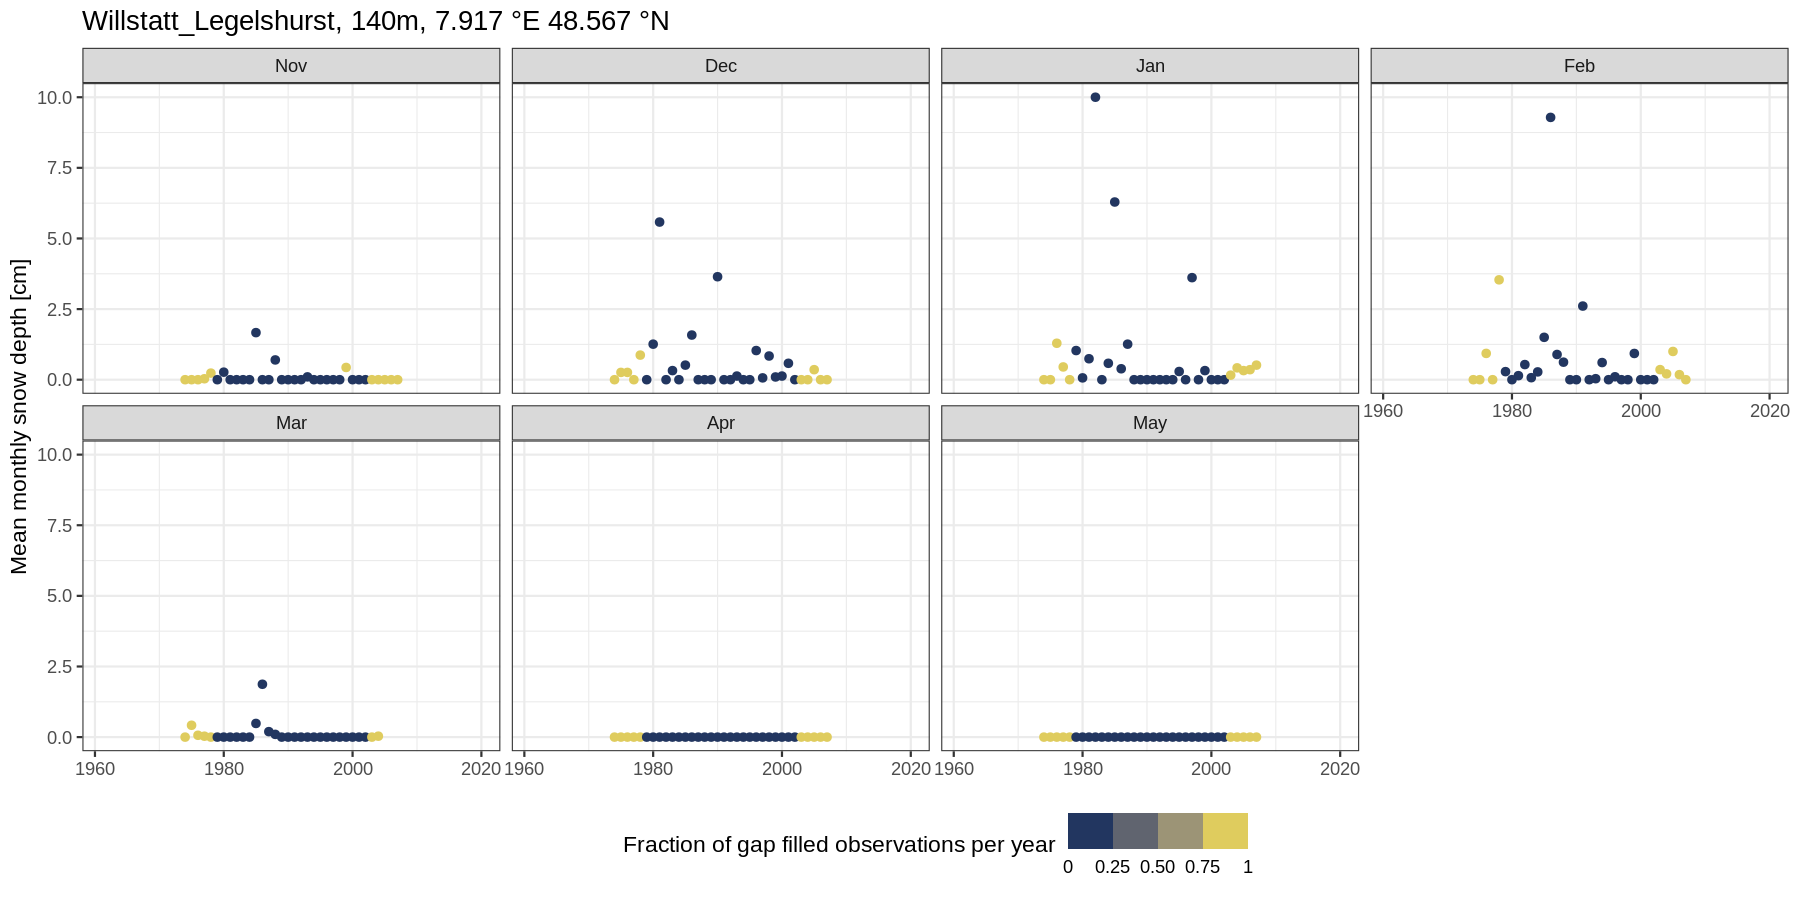 Willstatt_Legelshurst, 140m, 7.917 °E 48.567 °N
Nov Dec Jan Feb
10.0
7.5
5.0
2.5
0.0
1960 1980 2000 2020
Mar Apr May
10.0
7.5
5.0
2.5
0.0
1960 1980 2000 2020 1960 1980 2000 2020 1960 1980 2000 2020
Mean monthly snow depth [cm]
Fraction of gap filled observations per year
0 0.25 0.50 0.75 1